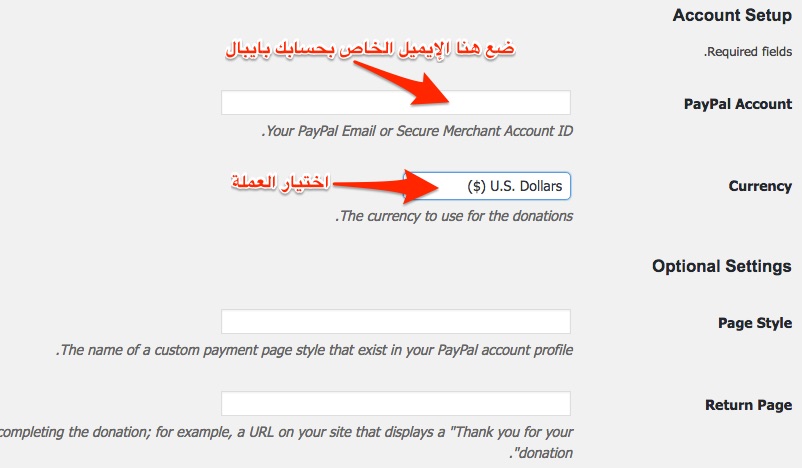 Account Setup
Required fields.
ضع هنا الإيميل الخاص بحسابك بايبال
PayPal Account
Your PayPal Email or Secure Merchant Account ID.
Currency
اختيار العملة
U.S. Dollars ($)
The currency to use for the donations.
Optional Settings
Page Style
The name of a custom payment page style that exist in your PayPal account profile.
Return Page
completing the donation; for example, a URL on your site that displays a "Thank you for your
donation".